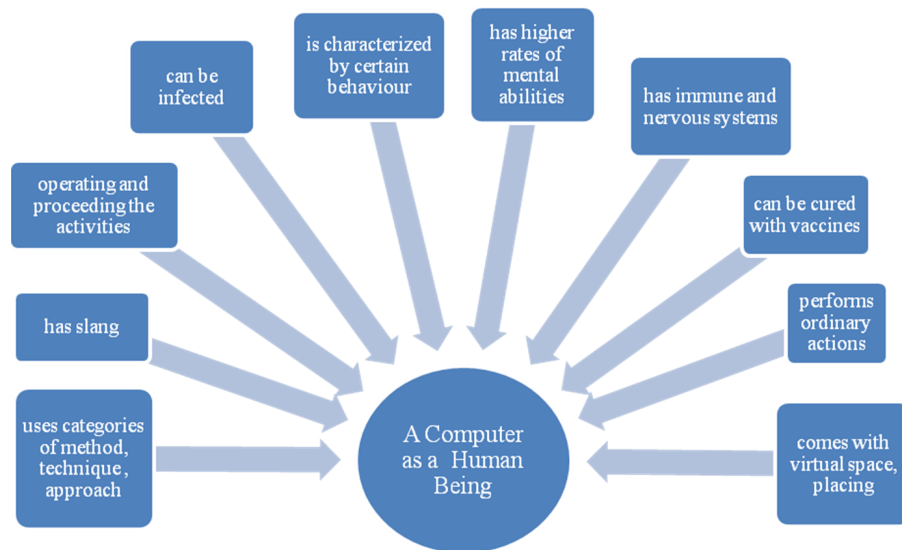 uses categories
of method,
technique ,
approach
has slang
operating and
proceeding the
activities
can be
infected
is characterized
by certain
behaviour
has higher
rates of
mental
abilities
has immune and
nervous systems
can be cured
with vaccines
performs
ordinary
actions
comes with
virtual space,
placing
A Computer
as a Human
Being